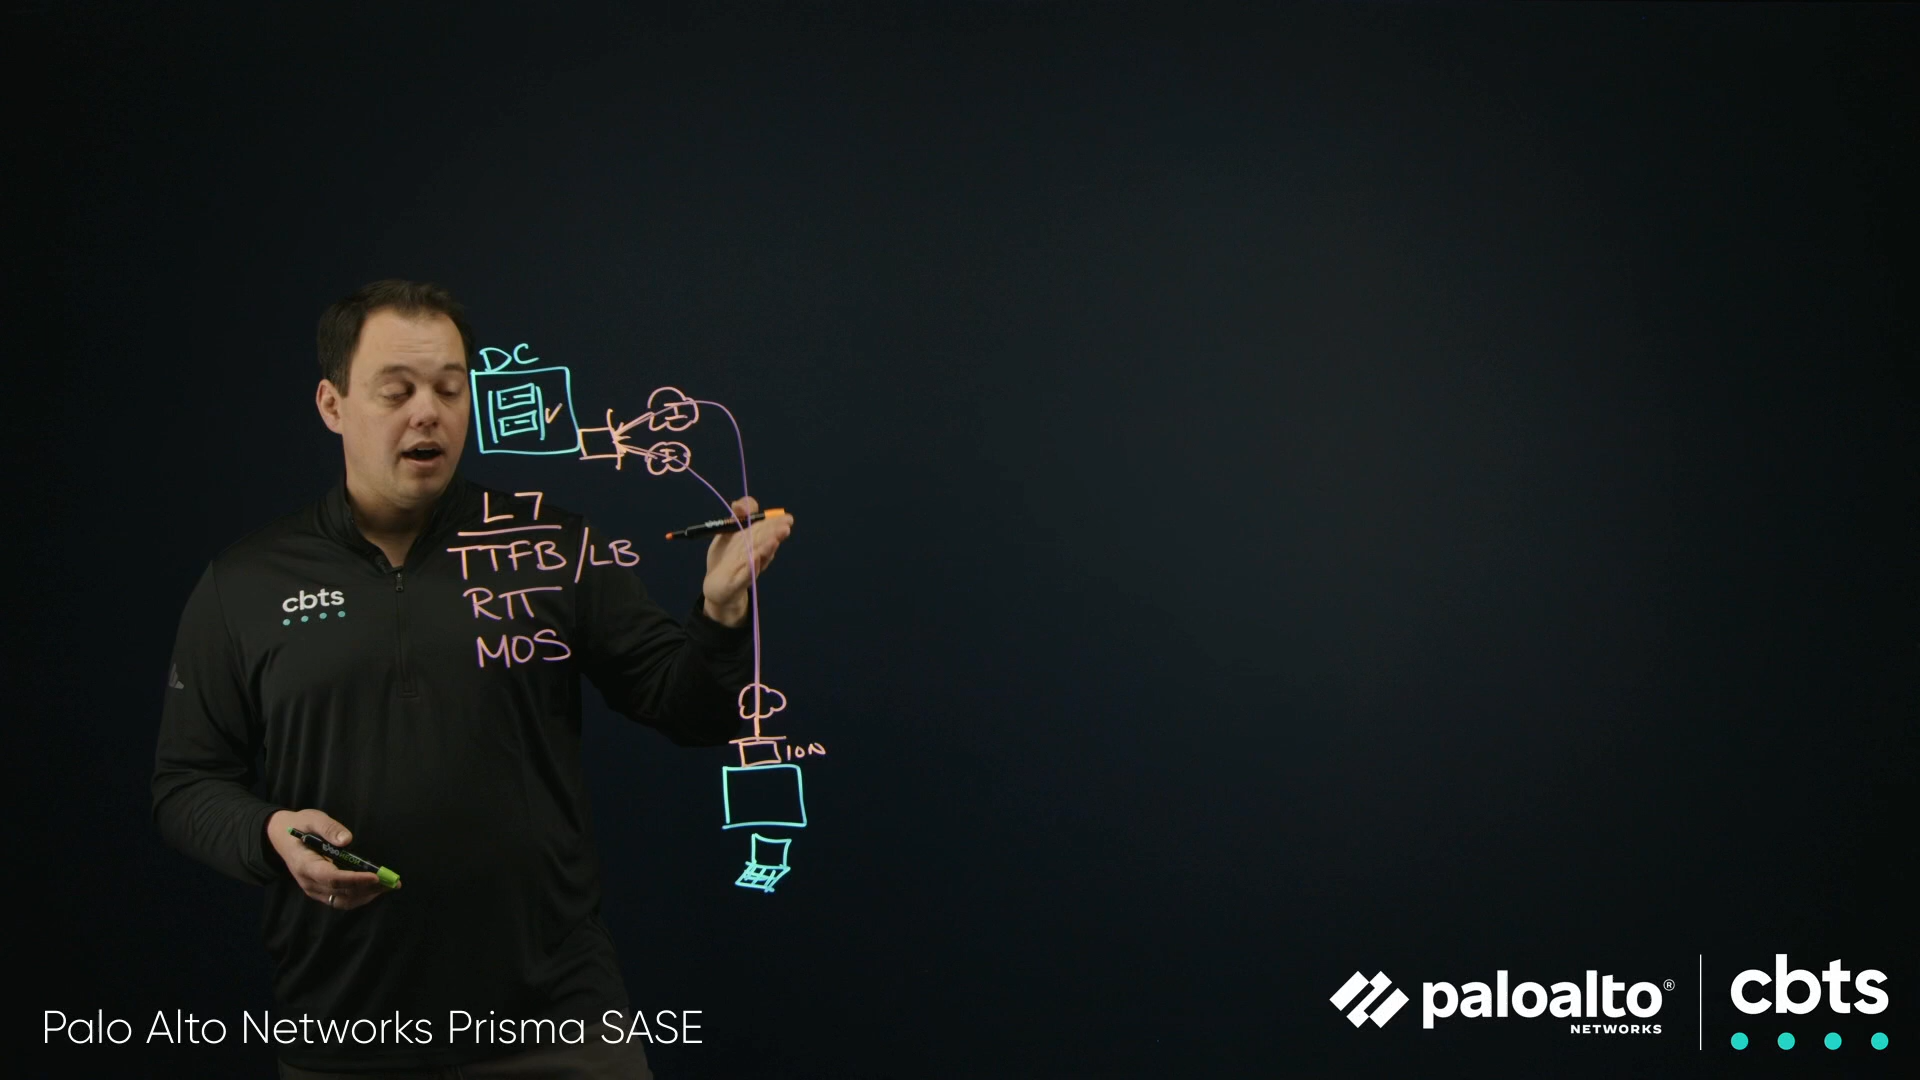 DC
I
I
L7
TTFB/LB
RTT
MOS
cbts
ION
Palo Alto Networks Prisma SASE
paloalto®
NETWORKS
cbts